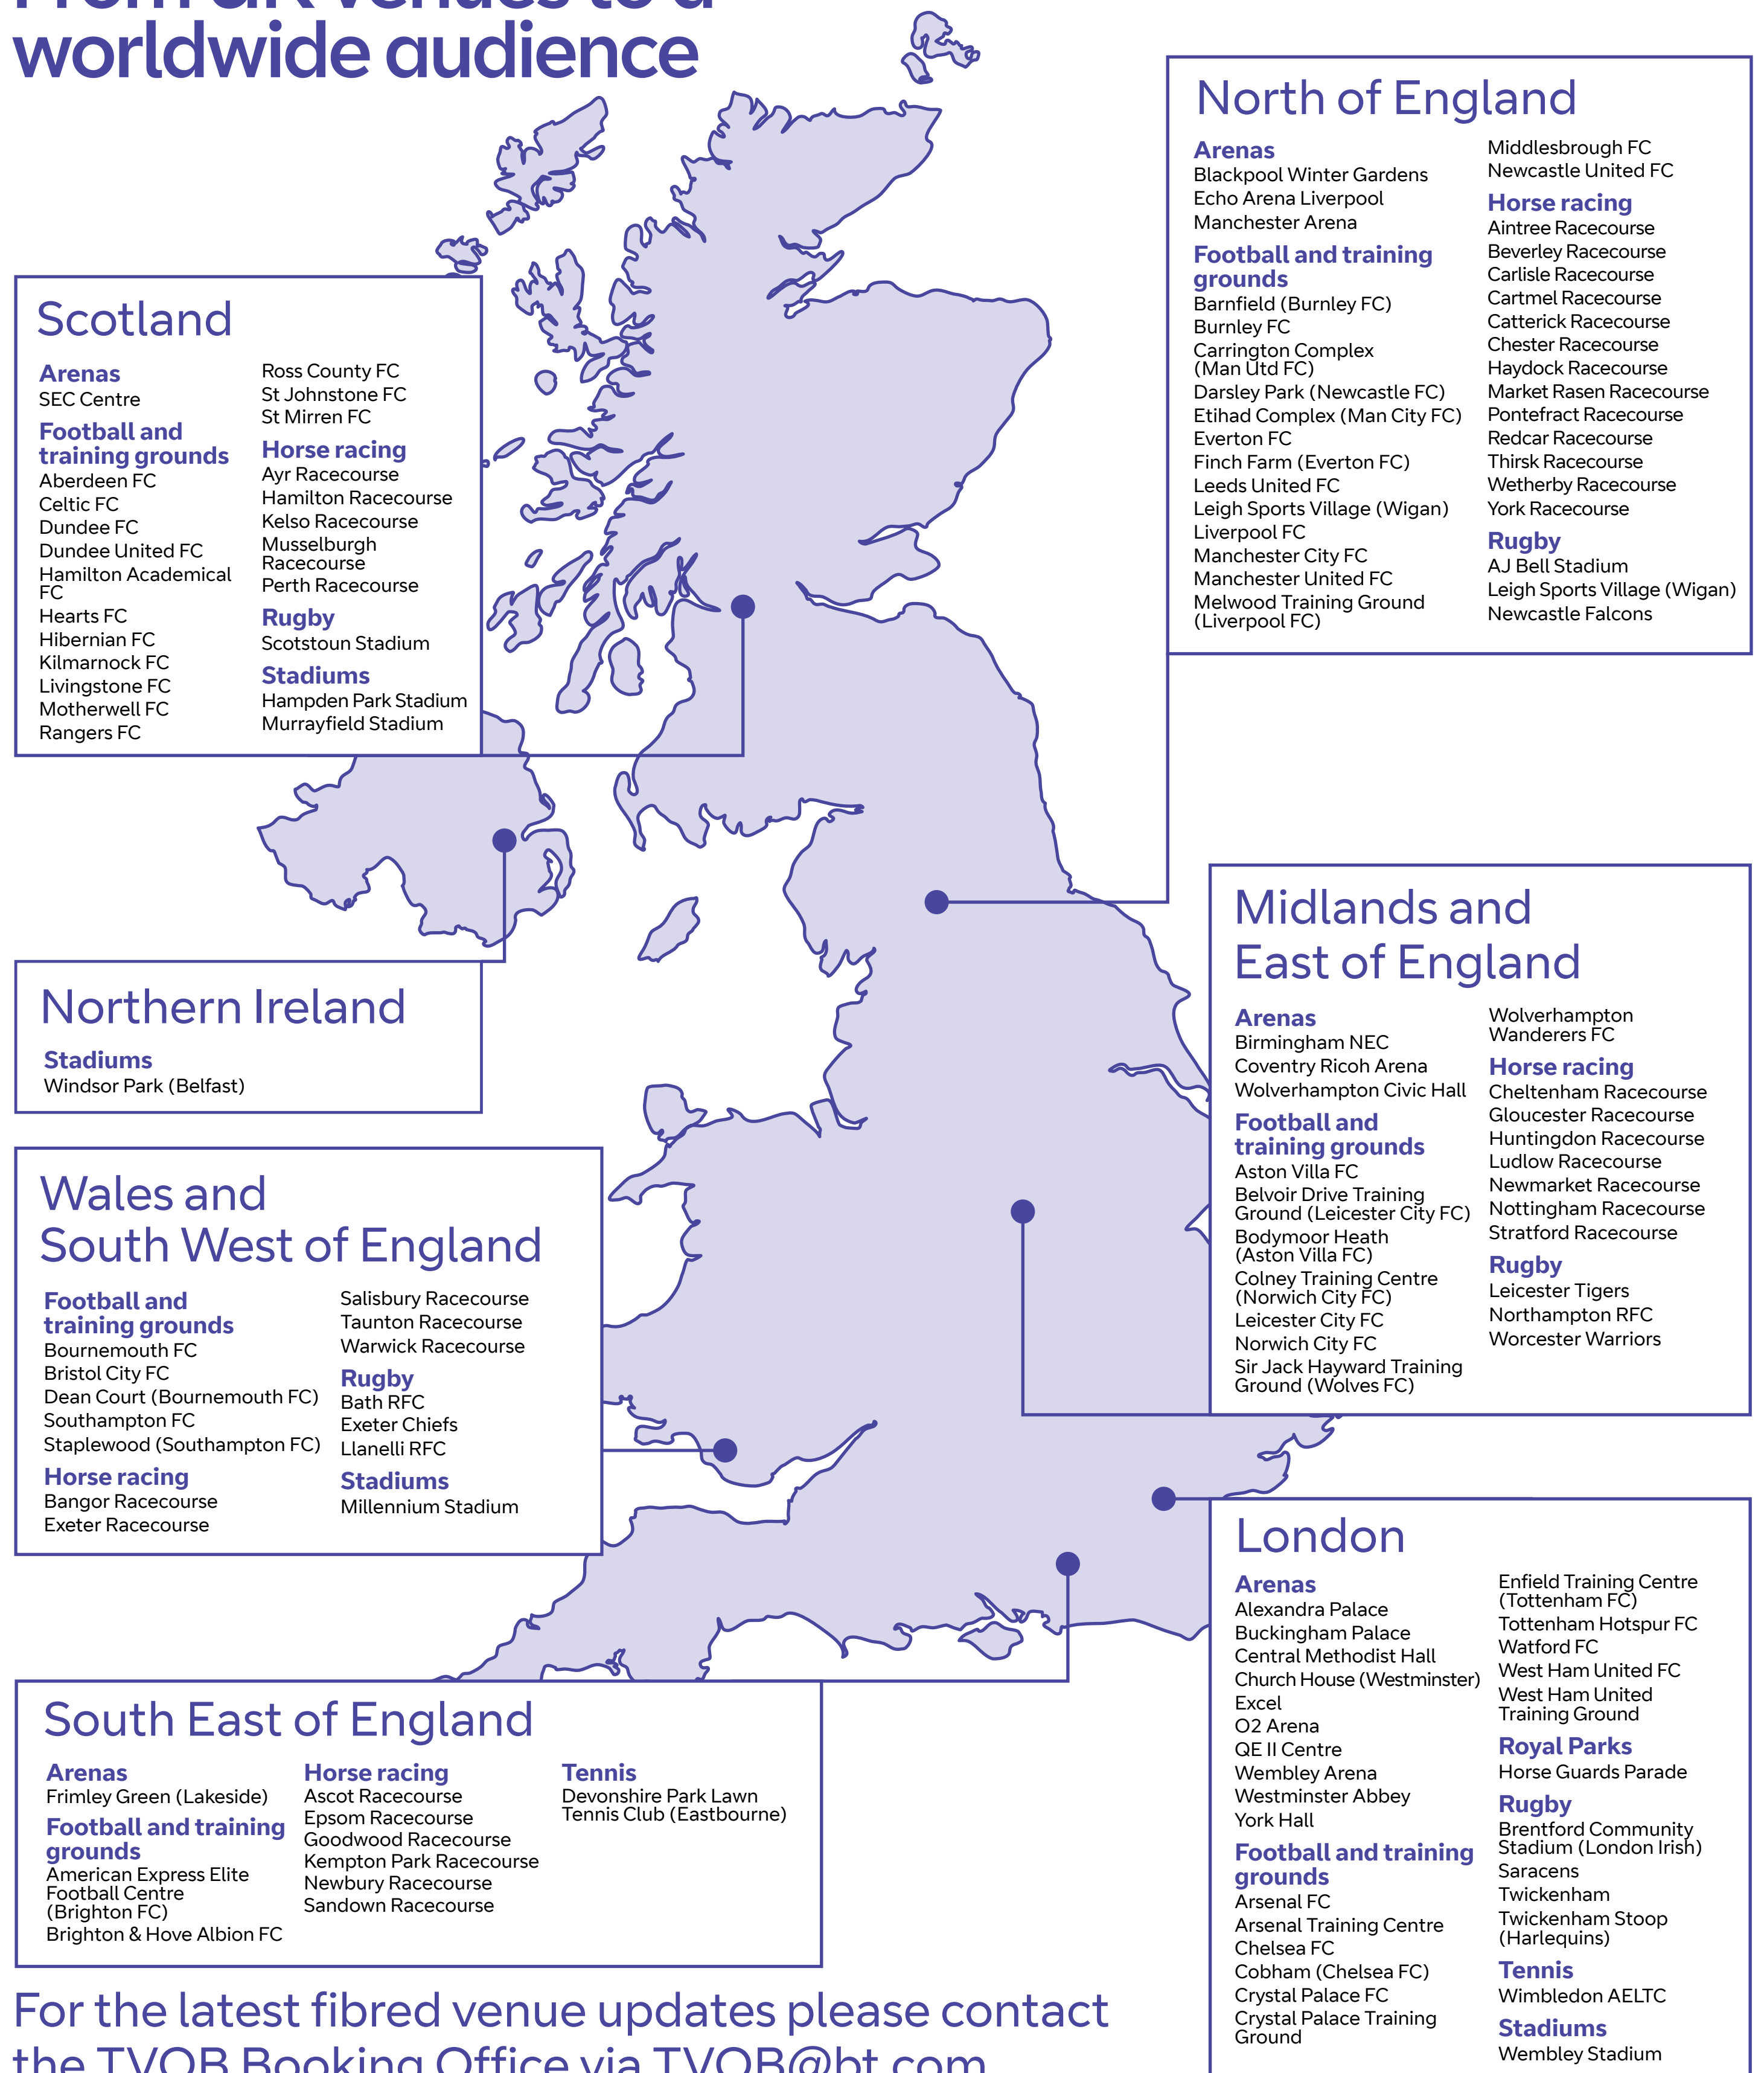 worldwide audience
Scotland
Arenas
SEC Centre
Football and
training grounds
Aberdeen FC
Celtic FC
Dundee FC
Dundee United FC
Hamilton Academical
FC
Hearts FC
Hibernian FC
Kilmarnock FC
Livingstone FC
Motherwell FC
Rangers FC
Ross County FC
St Johnstone FC
St Mirren FC
Horse racing
Ayr Racecourse
Hamilton Racecourse
Kelso Racecourse
Musselburgh
Racecourse
Perth Racecourse
Rugby
Scotstoun Stadium
Stadiums
Hampden Park Stadium
Murrayfield Stadium
North of England
Arenas
Blackpool Winter Gardens
Echo Arena Liverpool
Manchester Arena
Football and training
grounds
Barnfield (Burnley FC)
Burnley FC
Carrington Complex
(Man Utd FC)
Darsley Park (Newcastle FC)
Etihad Complex (Man City FC)
Everton FC
Finch Farm (Everton FC)
Leeds United FC
Leigh Sports Village (Wigan)
Liverpool FC
Manchester City FC
Manchester United FC
Melwood Training Ground
(Liverpool FC)
Middlesbrough FC
Newcastle United FC
Horse racing
Aintree Racecourse
Beverley Racecourse
Carlisle Racecourse
Cartmel Racecourse
Catterick Racecourse
Chester Racecourse
Haydock Racecourse
Market Rasen Racecourse
Pontefract Racecourse
Redcar Racecourse
Thirsk Racecourse
Wetherby Racecourse
York Racecourse
Rugby
AJ Bell Stadium
Leigh Sports Village (Wigan)
Newcastle Falcons
Northern Ireland
Stadiums
Windsor Park (Belfast)
Midlands and
East of England
Arenas
Birmingham NEC
Coventry Ricoh Arena
Wolverhampton Civic Hall
Football and
training grounds
Aston Villa FC
Belvoir Drive Training
Ground (Leicester City FC)
Bodymoor Heath
(Aston Villa FC)
Colney Training Centre
(Norwich City FC)
Leicester City FC
Norwich City FC
Sir Jack Hayward Training
Ground (Wolves FC)
Wolverhampton
Wanderers FC
Horse racing
Cheltenham Racecourse
Gloucester Racecourse
Huntingdon Racecourse
Ludlow Racecourse
Newmarket Racecourse
Nottingham Racecourse
Stratford Racecourse
Rugby
Leicester Tigers
Northampton RFC
Worcester Warriors
Wales and
South West of England
Football and
training grounds
Bournemouth FC
Bristol City FC
Dean Court (Bournemouth FC)
Southampton FC
Staplewood (Southampton FC)
Horse racing
Bangor Racecourse
Exeter Racecourse
Salisbury Racecourse
Taunton Racecourse
Warwick Racecourse
Rugby
Bath RFC
Exeter Chiefs
Llanelli RFC
Stadiums
Millennium Stadium
London
Arenas
Alexandra Palace
Buckingham Palace
Central Methodist Hall
Church House (Westminster)
Excel
O2 Arena
QE II Centre
Wembley Arena
Westminster Abbey
York Hall
Football and training
grounds
Arsenal FC
Arsenal Training Centre
Chelsea FC
Cobham (Chelsea FC)
Crystal Palace FC
Crystal Palace Training
Ground
Enfield Training Centre
(Tottenham FC)
Tottenham Hotspur FC
Watford FC
West Ham United FC
West Ham United
Training Ground
Royal Parks
Horse Guards Parade
Rugby
Brentford Community
Stadium (London Irish)
Saracens
Twickenham
Twickenham Stoop
(Harlequins)
Tennis
Wimbledon AELTC
Stadiums
Wembley Stadium
South East of England
Arenas
Frimley Green (Lakeside)
Football and training
grounds
American Express Elite
Football Centre
(Brighton FC)
Brighton & Hove Albion FC
Horse racing
Ascot Racecourse
Epsom Racecourse
Goodwood Racecourse
Kempton Park Racecourse
Newbury Racecourse
Sandown Racecourse
Tennis
Devonshire Park Lawn
Tennis Club (Eastbourne)
For the latest fibred venue updates please contact
the TVOB Booking Office via TVOB@bt.com